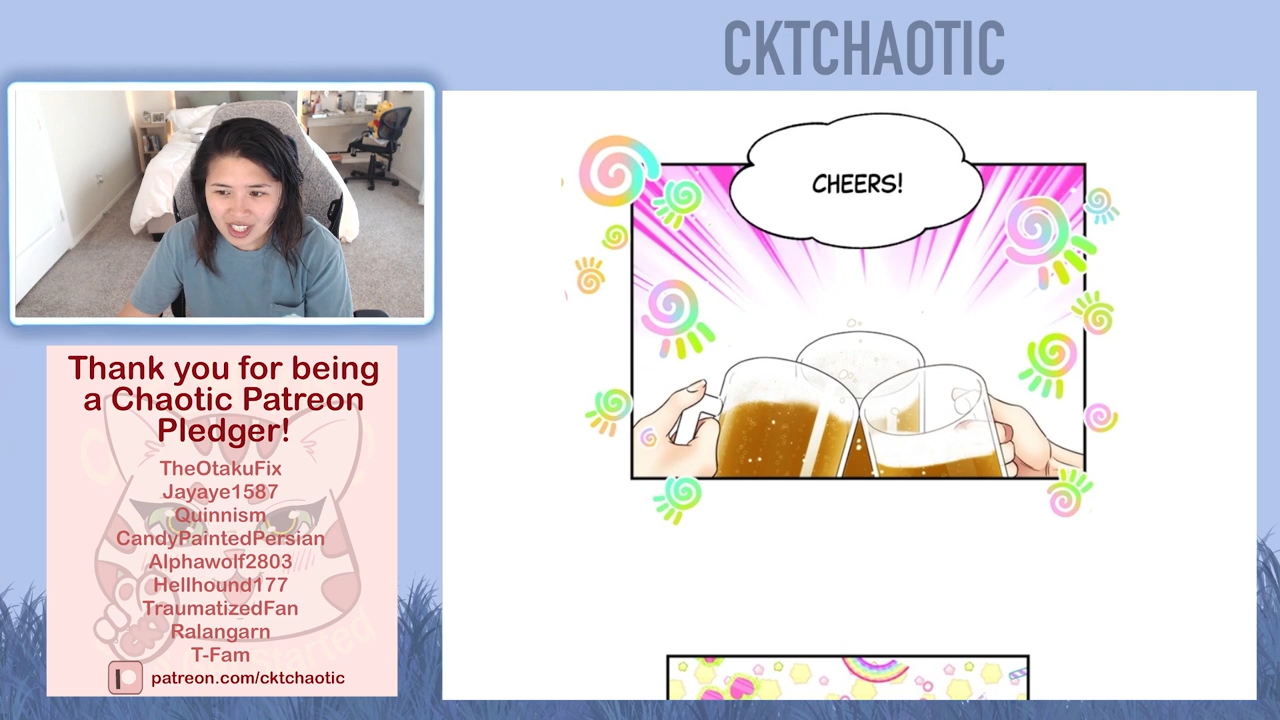 CKTCHAOTIC
CHEERS!
Thank you for being
a Chaotic Patreon
Pledger!
TheOtakuFix
Jayaye1587
Quinnism
CandyPaintedPersian
Alphawolf2803
Hellhound177
TraumatizedFan
Ralangarn
T-Fam
patreon.com/cktchaotic